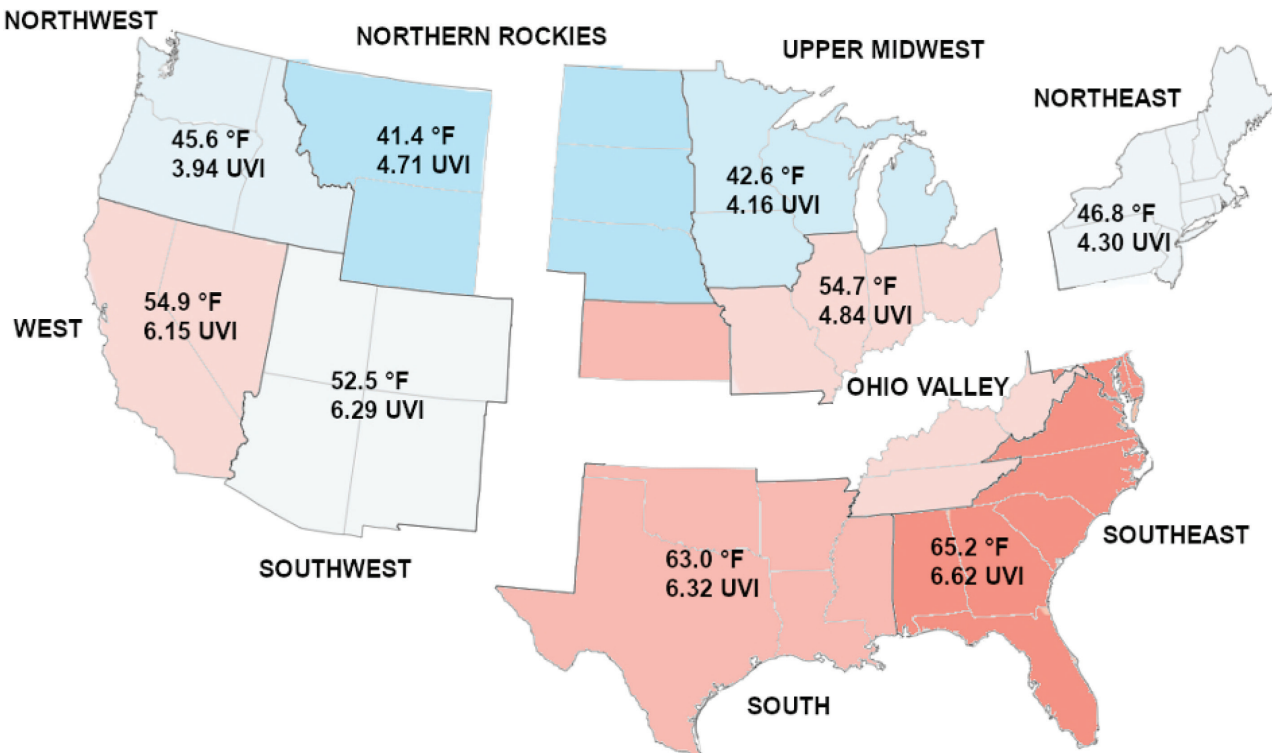 NORTHWEST
NORTHERN ROCKIES
UPPER MIDWEST
NORTHEAST
45.6 °F
3.94 UVI
41.4 °F
4.71 UVI
42.6 °F
4.16 UVI
46.8 °F
4.30 UVI
WEST
54.9 °F
6.15 UVI
54.7 °F
4.84 UVI
52.5 °F
6.29 UVI
OHIO VALLEY
SOUTHWEST
63.0 °F
6.32 UVI
65.2 °F
6.62 UVI
SOUTHEAST
SOUTH